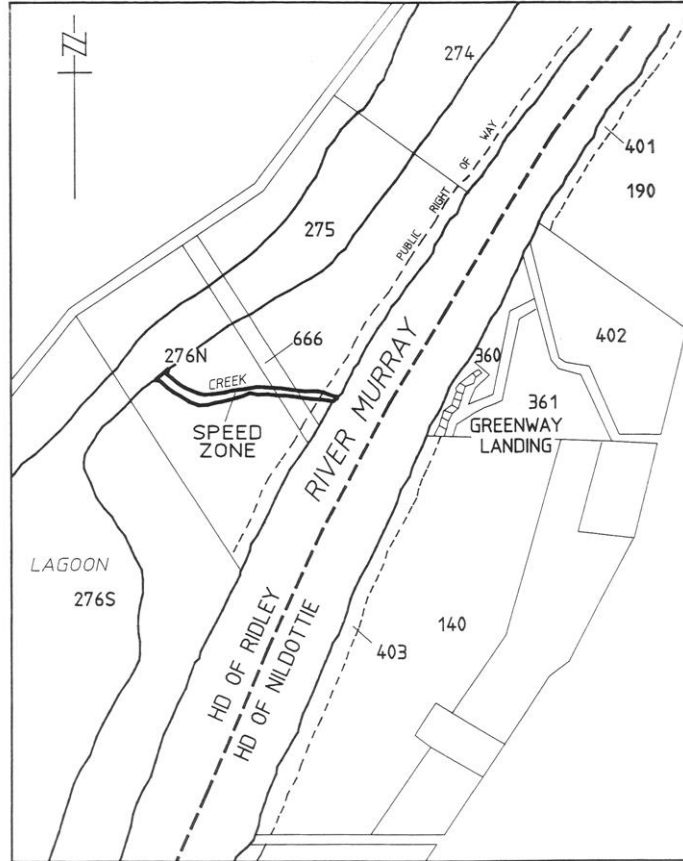 N
274
PUBLIC RIGHT OF WAY
401
190
275
402
276N
666
360
CREEK
RIVER MURRAY
361
SPEED
ZONE
GREENWAY
LANDING
LAGOON
276S
HD OF RIDLEY
HD OF NILDOTTIE
140
403